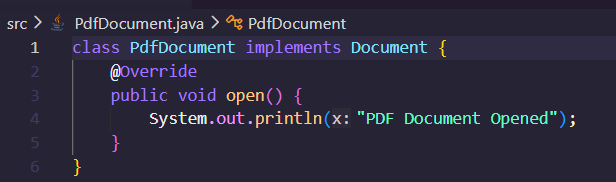 src > PdfDocument.java > PdfDocument
1 class PdfDocument implements Document {
2 @Override
3 public void open() {
4 System.out.println(x:"PDF Document Opened");
5 }
6 }